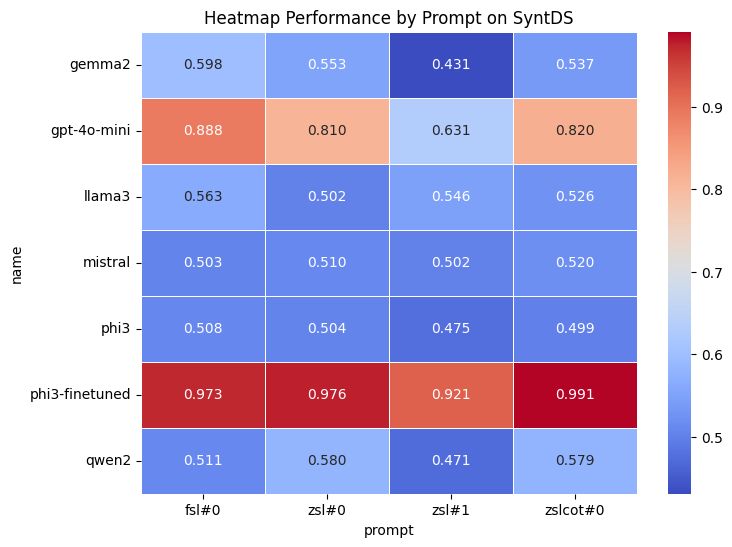 Heatmap Performance by Prompt on SyntDS
gemma2 0.598 0.553 0.431 0.537
gpt-4o-mini 0.888 0.810 0.631 0.820
llama3 0.563 0.502 0.546 0.526
mistral 0.503 0.510 0.502 0.520
phi3 0.508 0.504 0.475 0.499
phi3-finetuned 0.973 0.976 0.921 0.991
qwen2 0.511 0.580 0.471 0.579
fsl#0 zsl#0 zsl#1 zslcot#0
prompt
name
0.9
0.8
0.7
0.6
0.5